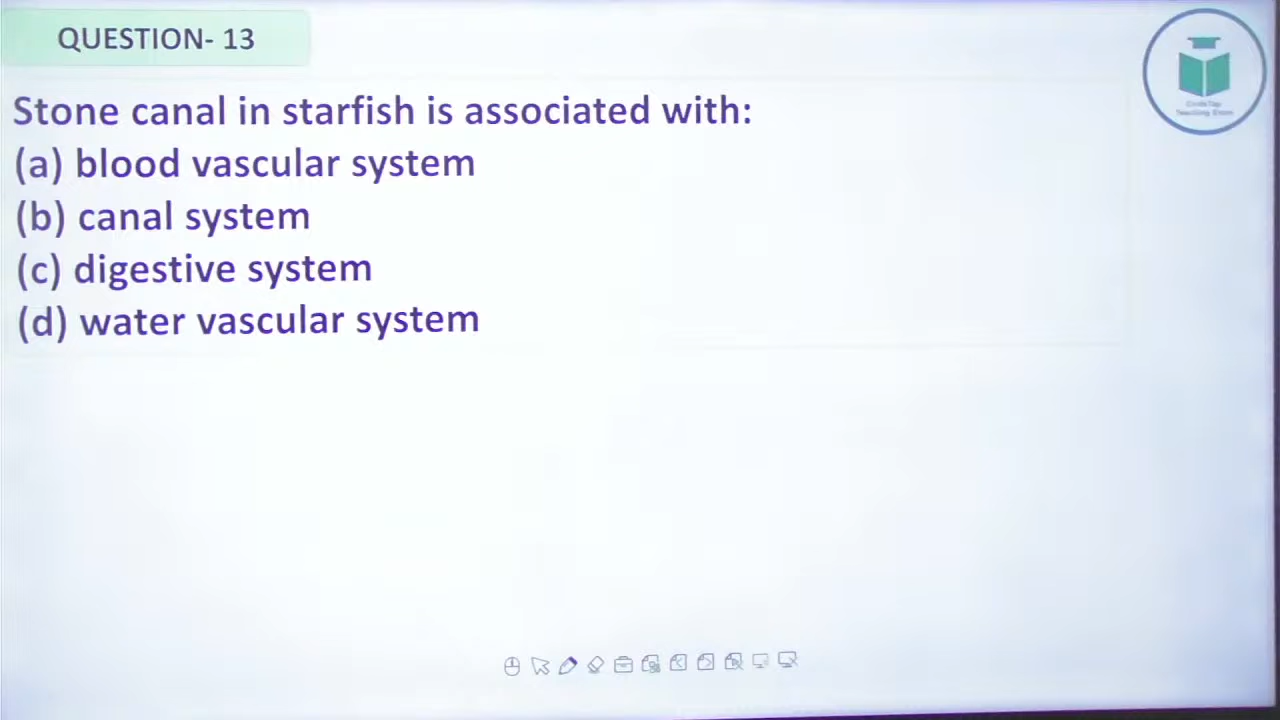 QUESTION- 13
Stone canal in starfish is associated with:
(a) blood vascular system
(b) canal system
(c) digestive system
(d) water vascular system